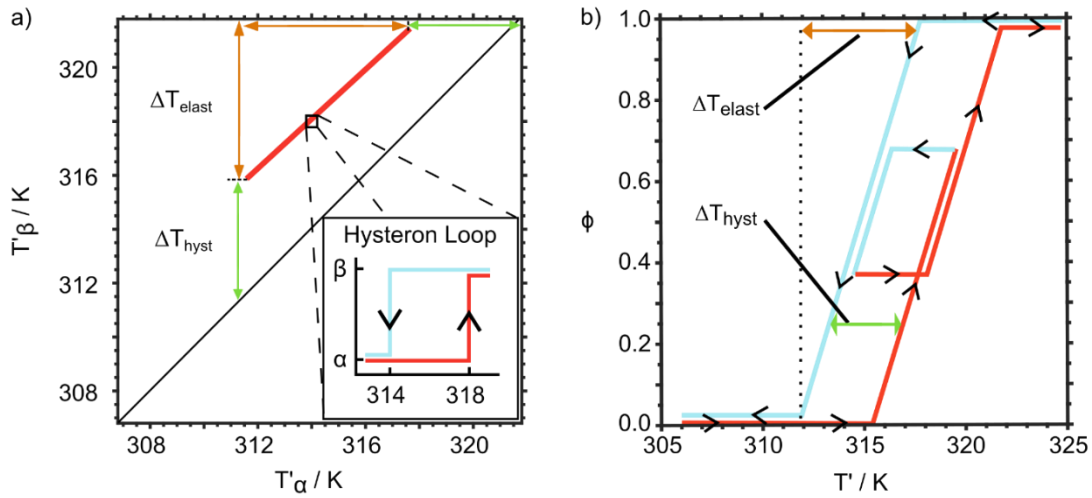 a)
320
316
312
308
T'β / K
ΔTelast
ΔThyst
Hysteron Loop
β
α
314
318
308
312
316
320
T'α / K
b)
1.0
0.8
0.6
0.4
0.2
0.0
ϕ
ΔTelast
ΔThyst
305
310
315
320
325
T' / K